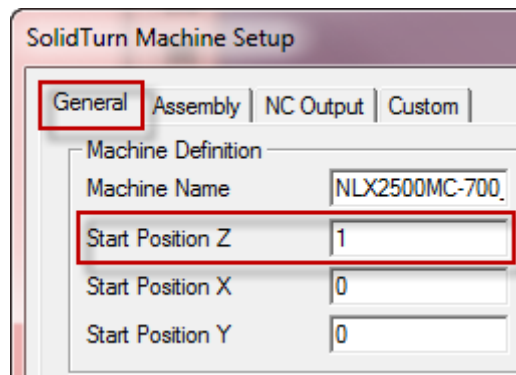 SolidTurn Machine Setup
General Assembly NC Output Custom
Machine Definition
Machine Name NLX2500MC-700_
Start Position Z 1
Start Position X 0
Start Position Y 0